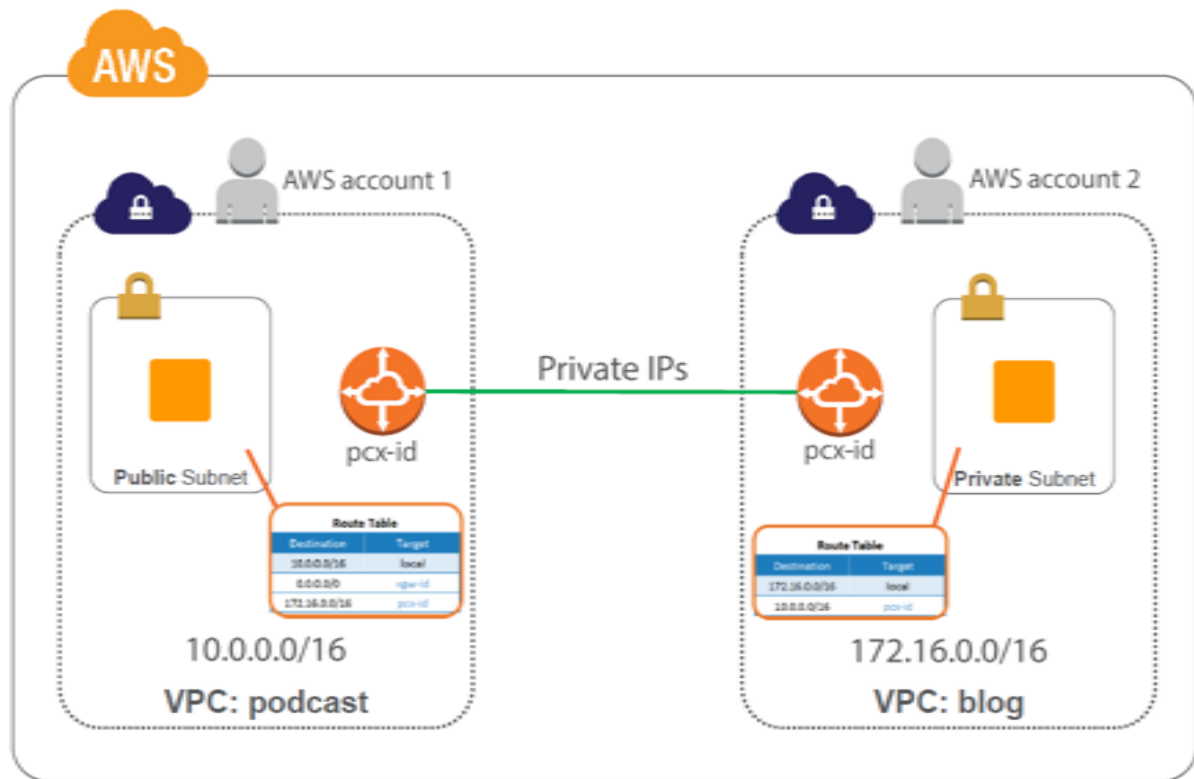 AWS
AWS account 1
AWS account 2
Private IPs
pcx-id
pcx-id
Public Subnet
Private Subnet
Route Table
Destination Target
10.0.0.0/16 local
0.0.0.0/0
172.16.0.0/16 pcx-id
Route Table
Destination Target
172.16.0.0/16 local
10.0.0.0/16 pcx-id
10.0.0.0/16
VPC: podcast
172.16.0.0/16
VPC: blog